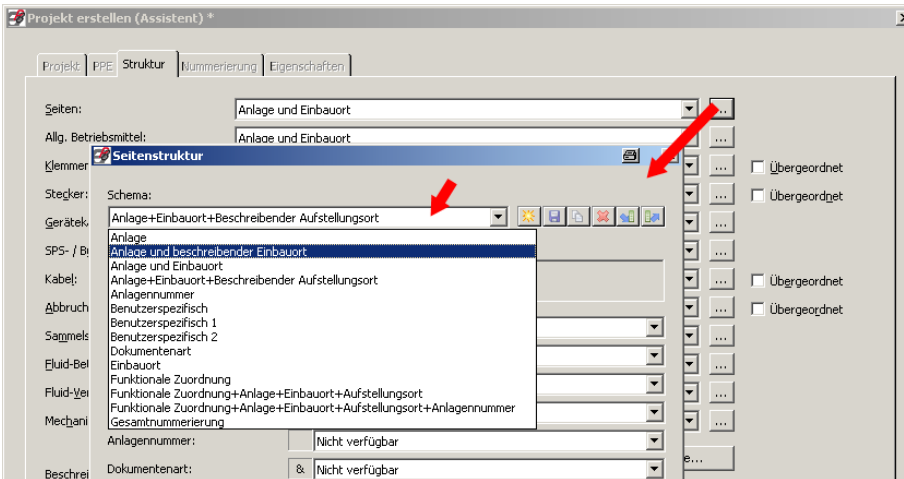 Projekt erstellen (Assistent) *
Projekt PPE Struktur Nummerierung Eigenschaften
Seiten: Anlage und Einbauort ...
Allg. Betriebsmittel: Anlage und Einbauort ...
Seitenstruktur
Übergeordnet
Schema:
Übergeordnet
Anlage+Einbauort+Beschreibender Aufstellungsort
Anlage
Anlage und beschreibender Einbauort
Anlage und Einbauort
Anlage+Einbauort+Beschreibender Aufstellungsort
Kabel: Übergeordnet
Anlagennummer
Benutzerspezifisch
Übergeordnet
Benutzerspezifisch 1
Benutzerspezifisch 2
Dokumentenart
Einbauort
Funktionale Zuordnung
Funktionale Zuordnung+Anlage+Einbauort+Aufstellungsort
Funktionale Zuordnung+Anlage+Einbauort+Aufstellungsort+Anlagennummer
Gesamtnummerierung
Anlagennummer: Nicht verfügbar
Dokumentenart: & Nicht verfügbar